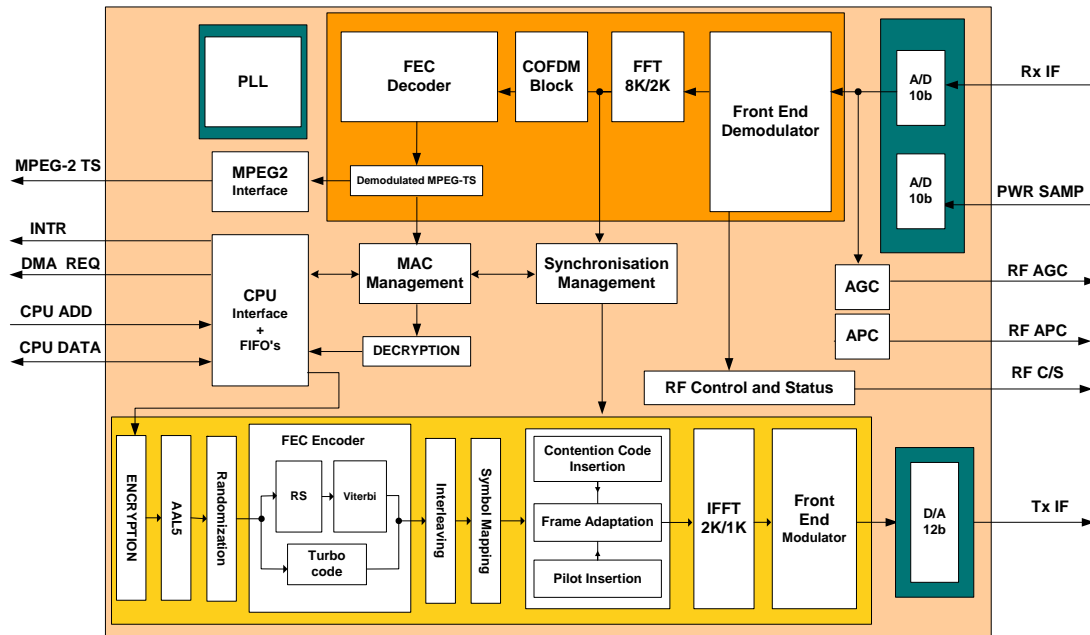 PLL
FEC
Decoder
COFDM
Block
FFT
8K/2K
Front End
Demodulator
A/D
10b
Rx IF
MPEG-2 TS
MPEG2
Interface
Demodulated MPEG-TS
A/D
10b
PWR SAMP
INTR
DMA REQ
CPU ADD
CPU DATA
CPU
Interface
+
FIFO's
MAC
Management
Synchronisation
Management
DECRYPTION
AGC
RF AGC
APC
RF APC
RF Control and Status
RF C/S
ENCRYPTION
AAL5
Randomization
FEC Encoder
RS
Viterbi
Turbo
code
Interleaving
Symbol Mapping
Contention Code
Insertion
Frame Adaptation
Pilot Insertion
IFFT
2K/1K
Front
End
Modulator
D/A
12b
Tx IF